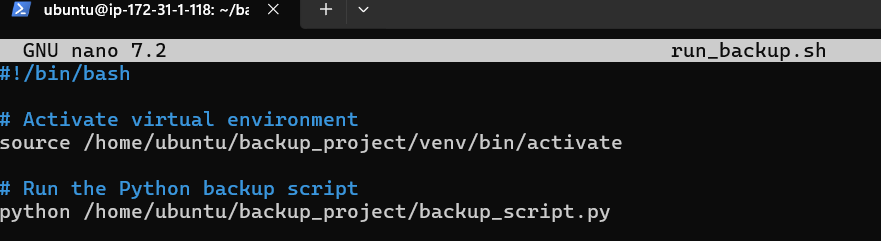 ubuntu@ip-172-31-1-118: ~/ba
GNU nano 7.2 run_backup.sh
#!/bin/bash
# Activate virtual environment
source /home/ubuntu/backup_project/venv/bin/activate
# Run the Python backup script
python /home/ubuntu/backup_project/backup_script.py